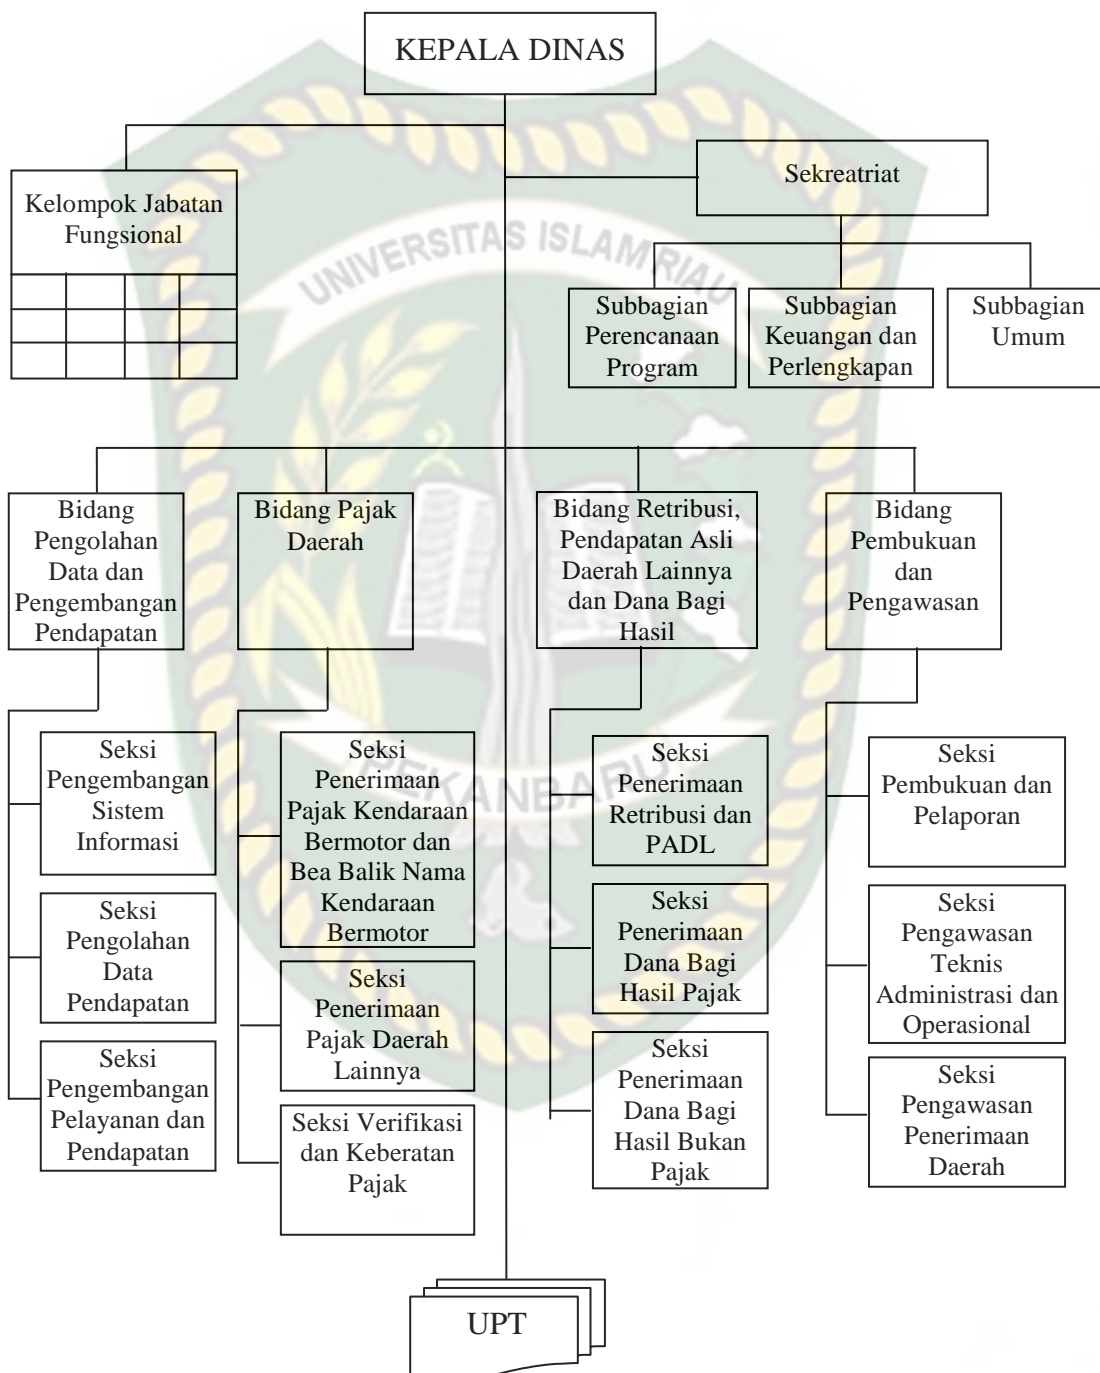 KEPALA DINAS
Sekreatriat
Kelompok Jabatan
Fungsional
UNIVERSITAS ISLAM RIAU
Subbagian
Perencanaan
Program
Subbagian
Keuangan dan
Perlengkapan
Subbagian
Umum
Bidang
Pengolahan
Data dan
Pengembangan
Pendapatan
Bidang Pajak
Daerah
Bidang Retribusi,
Pendapatan Asli
Daerah Lainnya
dan Dana Bagi
Hasil
Bidang
Pembukuan
dan
Pengawasan
Seksi
Pengembangan
Sistem
Informasi
Seksi
Pengolahan
Data
Pendapatan
Seksi
Pengembangan
Pelayanan dan
Pendapatan
Seksi
Penerimaan
Pajak Kendaraan
Bermotor dan
Bea Balik Nama
Kendaraan
Bermotor
Seksi
Penerimaan
Pajak Daerah
Lainnya
Seksi Verifikasi
dan Keberatan
Pajak
Seksi
Penerimaan
Retribusi dan
PADL
Seksi
Penerimaan
Dana Bagi
Hasil Pajak
Seksi
Penerimaan
Dana Bagi
Hasil Bukan
Pajak
Seksi
Pembukuan dan
Pelaporan
Seksi
Pengawasan
Teknis
Administrasi dan
Operasional
Seksi
Pengawasan
Penerimaan
Daerah
PEKANBARU
UPT